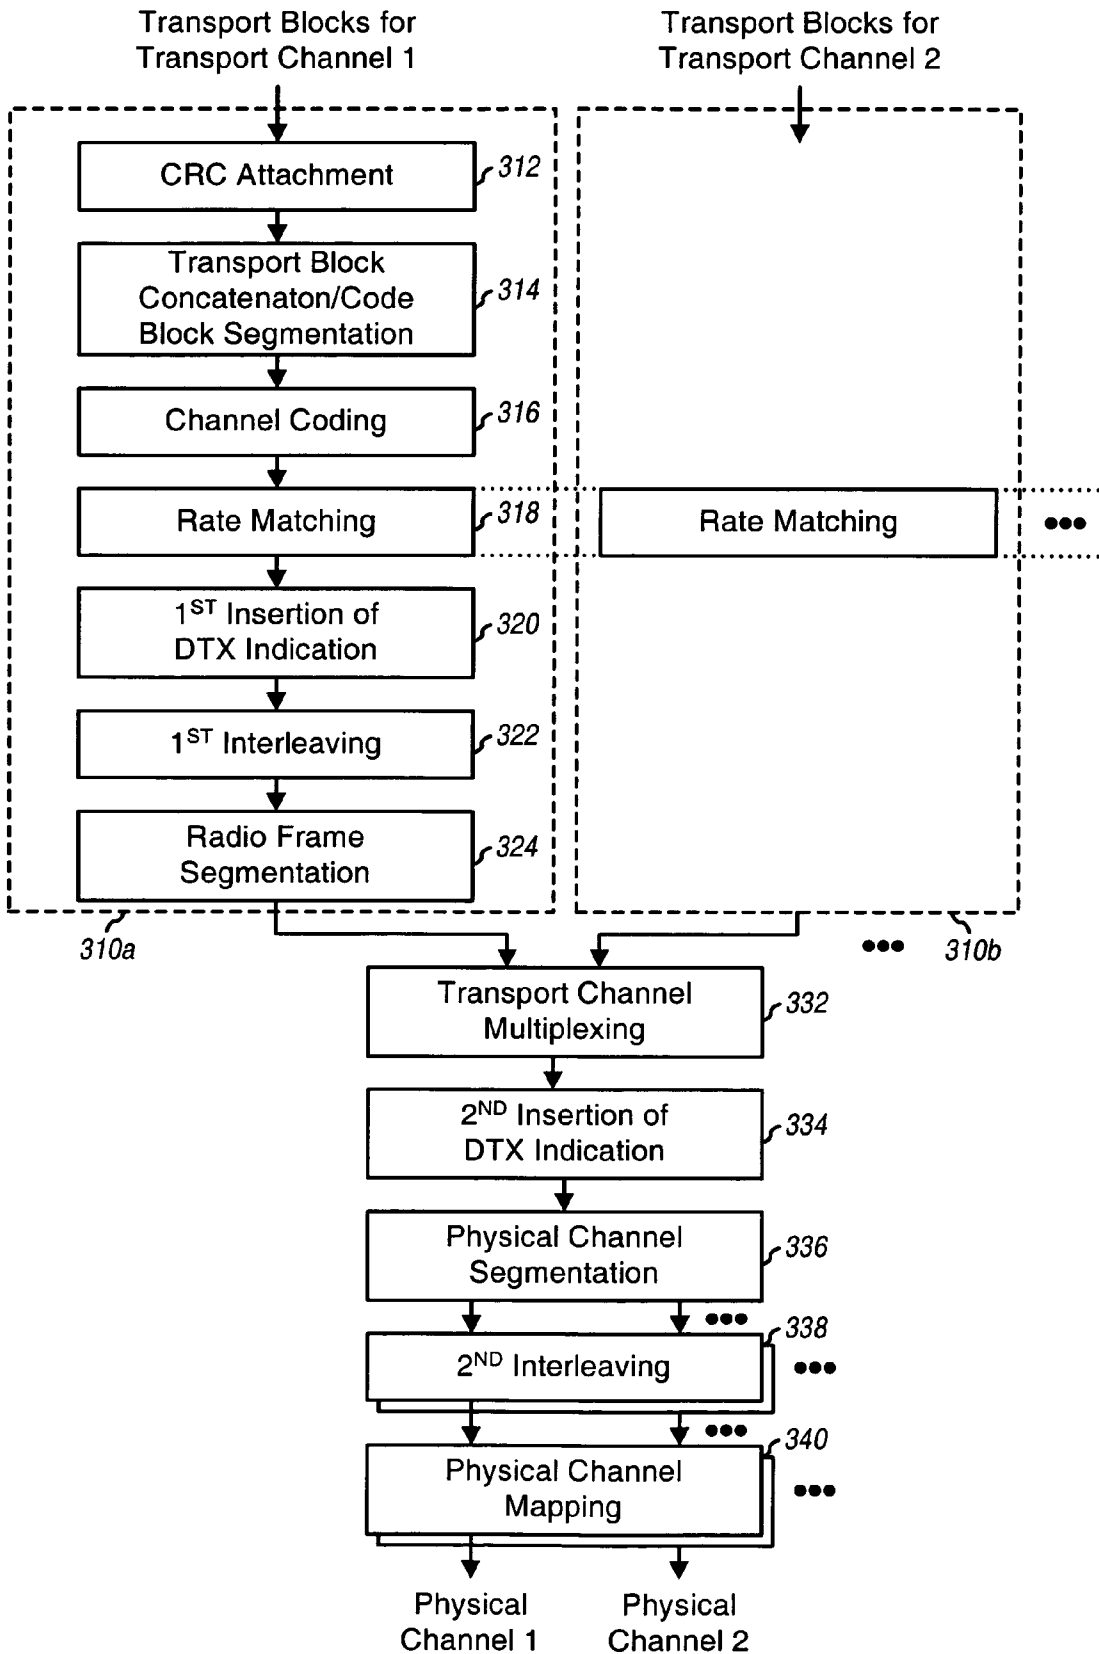 Transport Blocks for
Transport Channel 1
Transport Blocks for
Transport Channel 2
CRC Attachment
312
Transport Block
Concatenaton/Code
Block Segmentation
314
Channel Coding
316
Rate Matching
318
Rate Matching
1ST Insertion of
DTX Indication
320
1ST Interleaving
322
Radio Frame
Segmentation
324
310a
310b
Transport Channel
Multiplexing
332
2ND Insertion of
DTX Indication
334
Physical Channel
Segmentation
336
2ND Interleaving
338
Physical Channel
Mapping
340
Physical
Channel 1
Physical
Channel 2